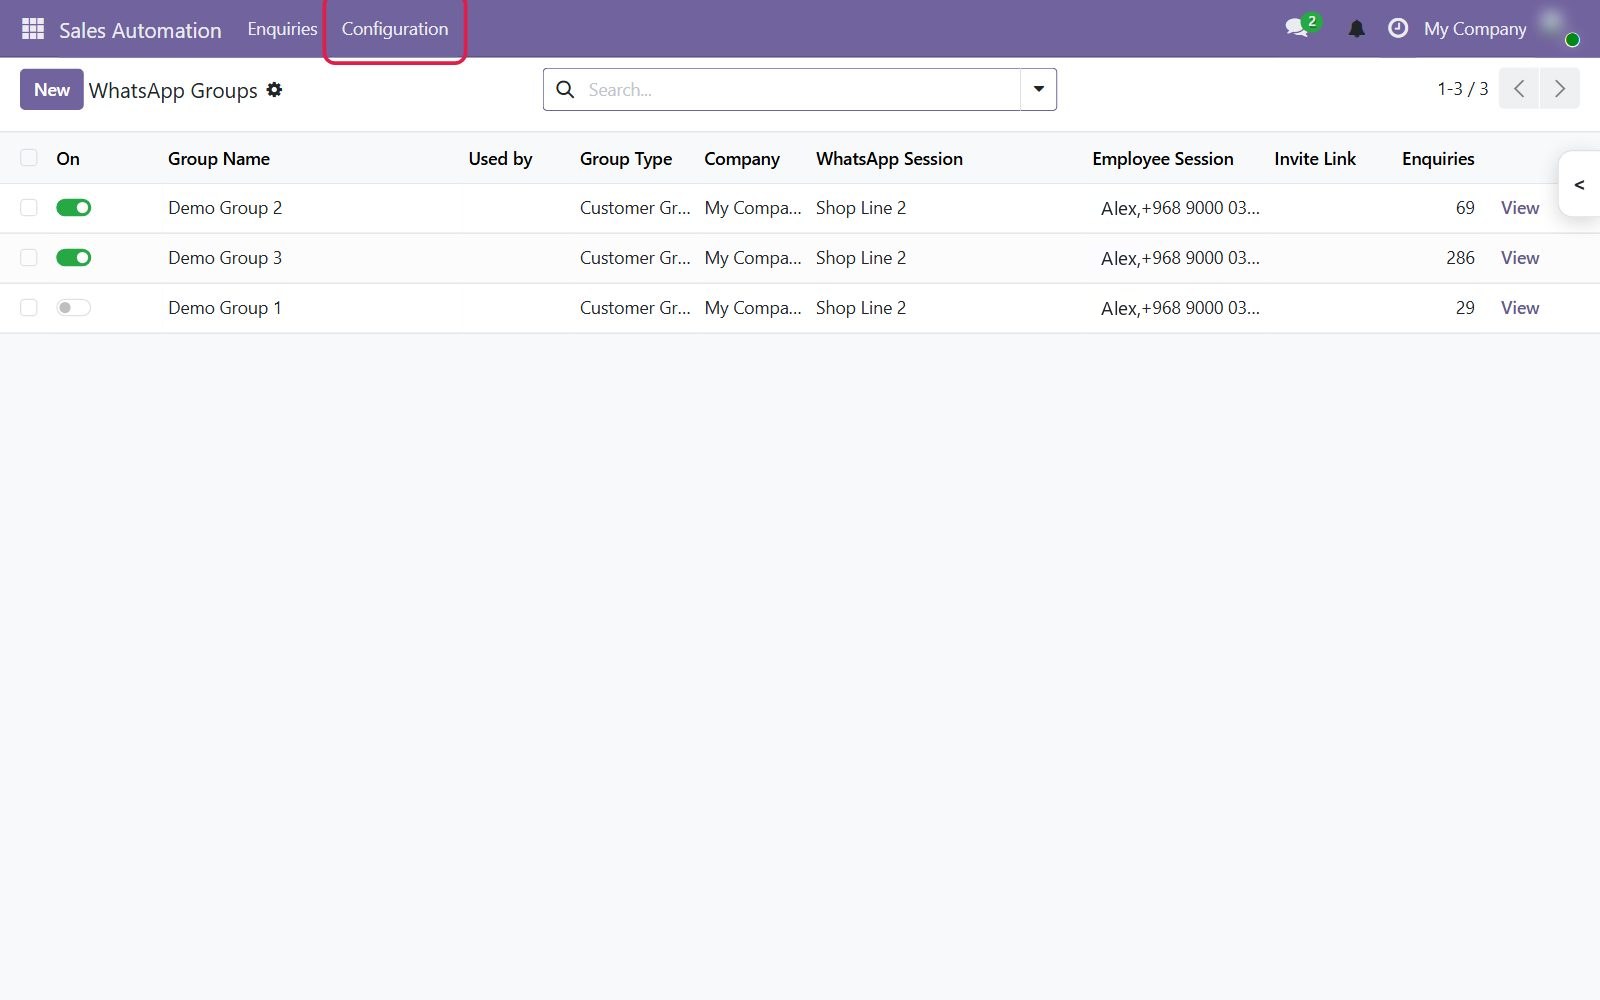 Sales Automation Enquiries Configuration 2 My Company
New WhatsApp Groups Search... 1-3 / 3
On Group Name Used by Group Type Company WhatsApp Session Employee Session Invite Link Enquiries
<
Demo Group 2 Customer Gr... My Compa... Shop Line 2 Alex,+968 9000 03... 69 View
Demo Group 3 Customer Gr... My Compa... Shop Line 2 Alex,+968 9000 03... 286 View
Demo Group 1 Customer Gr... My Compa... Shop Line 2 Alex,+968 9000 03... 29 View